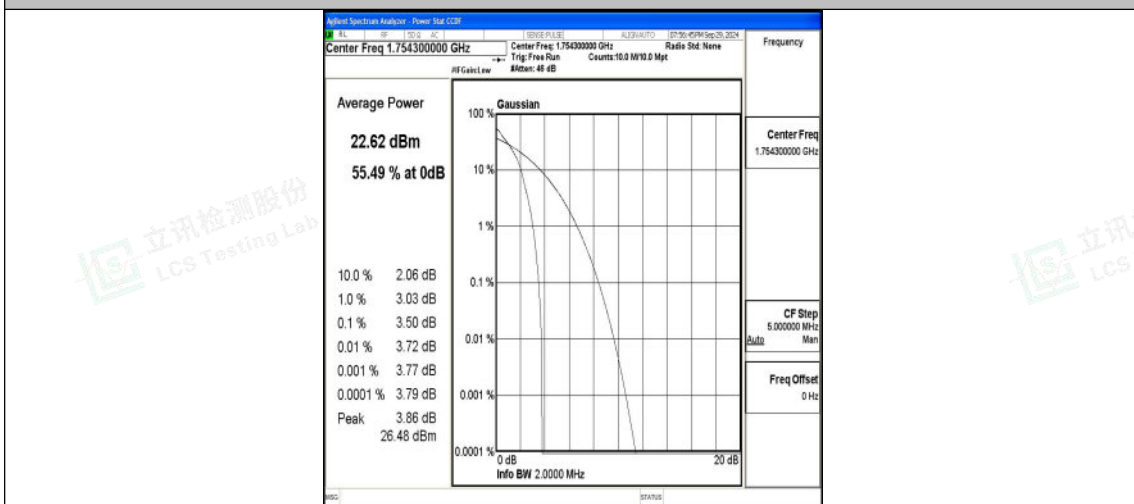 Agilent Spectrum Analyzer - Power Stat CCDF
RL RF 50 Ω AC SENSE:PULSE ALIGNAUTO 07:56:45PM Sep 29, 2024
Center Freq 1.754300000 GHz
Center Freq: 1.754300000 GHz Radio Std: None
Trig: Free Run Counts:10.0 M/10.0 Mpt
#IFGain:Low #Atten: 46 dB
Frequency
Average Power
22.62 dBm
55.49 % at 0dB
10.0 % 2.06 dB
1.0 % 3.03 dB
0.1 % 3.50 dB
0.01 % 3.72 dB
0.001 % 3.77 dB
0.0001 % 3.79 dB
Peak 3.86 dB
26.48 dBm
Gaussian
100 %
10 %
1 %
0.1 %
0.01 %
0.001 %
0.0001 %
0 dB 20 dB
Info BW 2.0000 MHz
Center Freq
1.754300000 GHz
CF Step
5.000000 MHz
Auto Man
Freq Offset
0 Hz
MSG STATUS
立讯检测股份
LCS Testing Lab
立讯
LCS